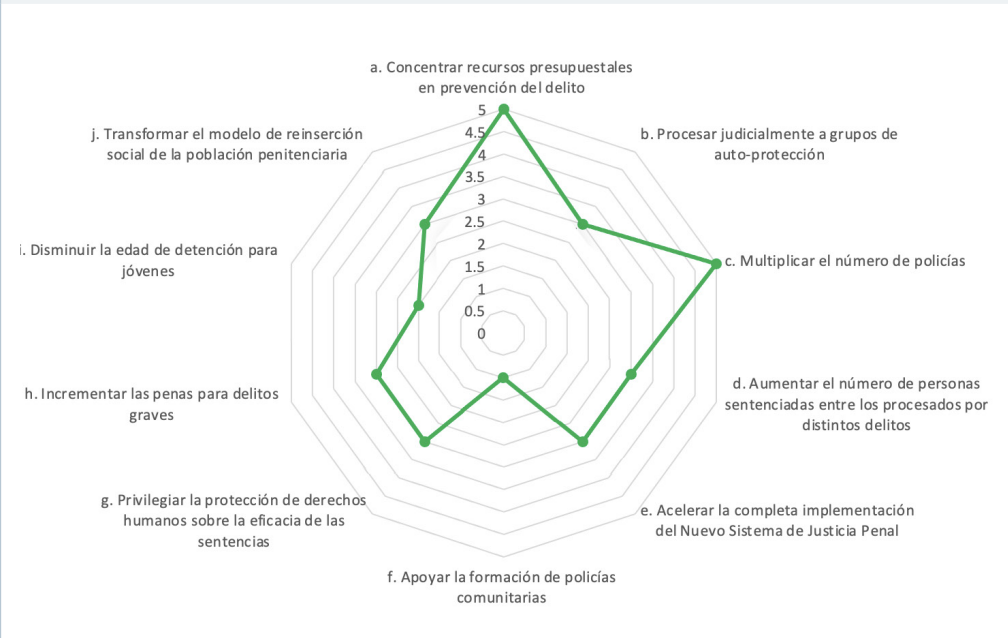 a. Concentrar recursos presupuestales
en prevención del delito
b. Procesar judicialmente a grupos de
auto-protección
c. Multiplicar el número de policías
d. Aumentar el número de personas
sentenciadas entre los procesados por
distintos delitos
e. Acelerar la completa implementación
del Nuevo Sistema de Justicia Penal
f. Apoyar la formación de policías
comunitarias
g. Privilegiar la protección de derechos
humanos sobre la eficacia de las
sentencias
h. Incrementar las penas para delitos
graves
i. Disminuir la edad de detención para
jóvenes
j. Transformar el modelo de reinserción
social de la población penitenciaria
5
4.5
4
3.5
3
2.5
2
1.5
1
0.5
0